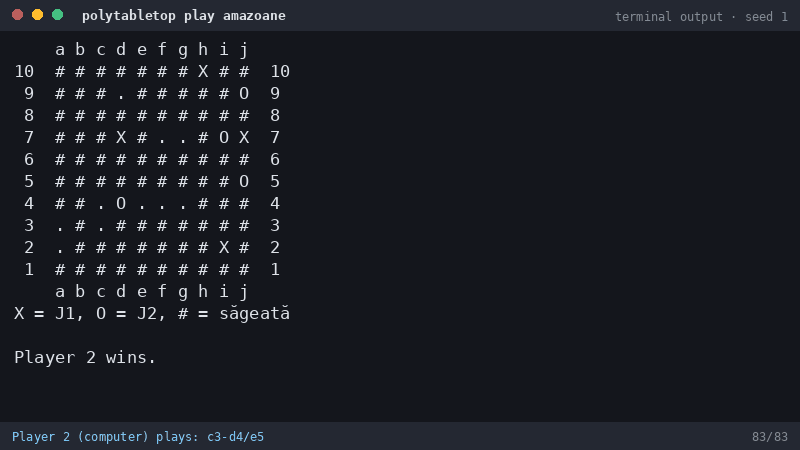 polytabletop play amazoane
terminal output · seed 1
a b c d e f g h i j
10 # # # # # # # X # # 10
9 # # # . # # # # # O 9
8 # # # # # # # # # # 8
7 # # # X # . . # O X 7
6 # # # # # # # # # # 6
5 # # # # # # # # # O 5
4 # # . O . . . # # # 4
3 . # . # # # # # # # 3
2 . # # # # # # # X # 2
1 # # # # # # # # # # 1
a b c d e f g h i j
X = J1, O = J2, # = săgeată
Player 2 wins.
Player 2 (computer) plays: c3-d4/e5
83/83